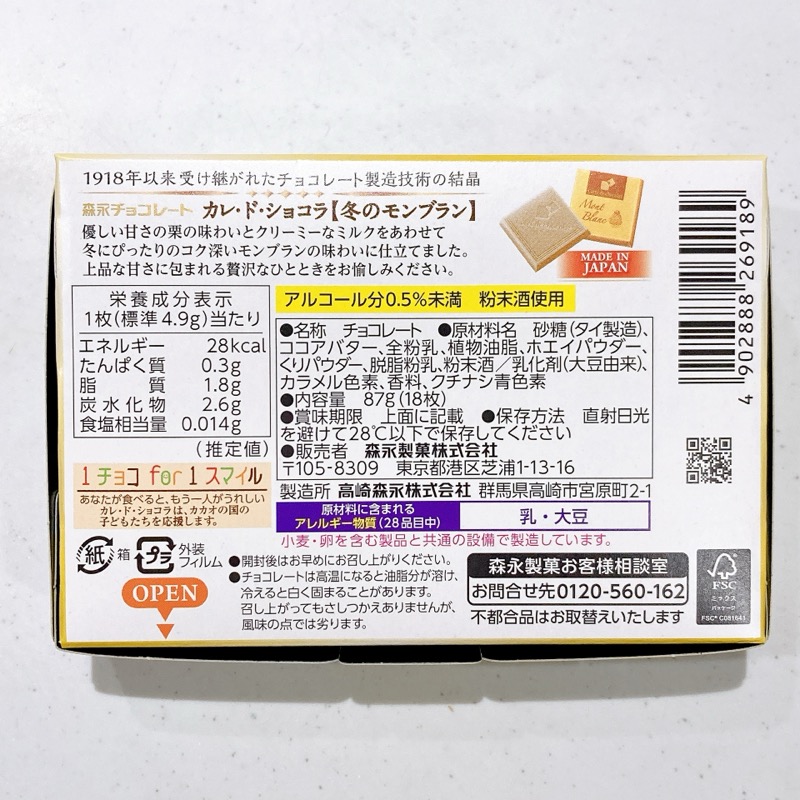 1918年以来受け継がれたチョコレート製造技術の結晶
森永チョコレート カレ・ド・ショコラ【冬のモンブラン】
優しい甘さの栗の味わいとクリーミーなミルクをあわせて
冬にぴったりのコク深いモンブランの味わいに仕立てました。
上品な甘さに包まれる贅沢なひとときをお愉しみください。
Mont
Blanc
MADE IN
JAPAN
4 902888 269189
栄養成分表示
1枚(標準4.9g)当たり
エネルギー 28kcal
たんぱく質 0.3g
脂質 1.8g
炭水化物 2.6g
食塩相当量 0.014g
(推定値)
アルコール分0.5%未満 粉末酒使用
●名称 チョコレート ●原材料名 砂糖(タイ製造)、
ココアバター、全粉乳、植物油脂、ホエイパウダー、
くりパウダー、脱脂粉乳、粉末酒/乳化剤(大豆由来)、
カラメル色素、香料、クチナシ青色素
●内容量 87g(18枚)
●賞味期限 上面に記載 ●保存方法 直射日光
を避けて28℃以下で保存してください
●販売者 森永製菓株式会社
〒105-8309 東京都港区芝浦1-13-16
製造所 高崎森永株式会社 群馬県高崎市宮原町2-1
原材料に含まれる
アレルギー物質(28品目中)
乳・大豆
小麦・卵を含む製品と共通の設備で製造しています。
1チョコ for 1スマイル
あなたが食べると、もう一人がうれしい
カレ・ド・ショコラは、カカオの国の
子どもたちを応援します。
紙 箱 プラ 外装
フィルム
OPEN
●開封後はお早めにお召し上がりください。
●チョコレートは高温になると油脂分が溶け、
冷えると白く固まることがあります。
召し上がってもさしつかえありませんが、
風味の点では劣ります。
森永製菓お客様相談室
お問合せ先0120-560-162
不都合品はお取替えいたします
FSC
ミックス
パッケージ
FSC® C081641